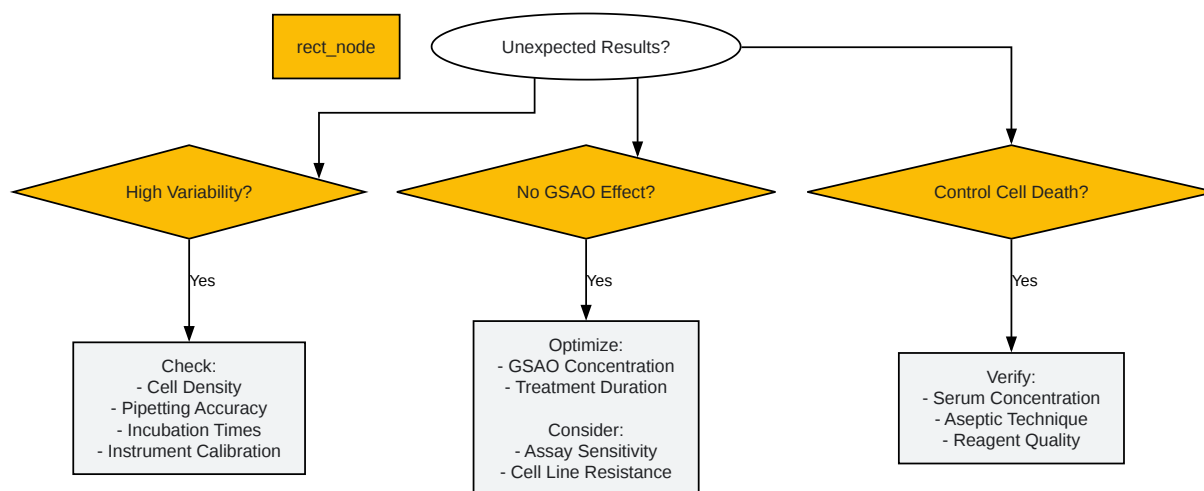 rect_node
Unexpected Results?
High Variability?
No GSAO Effect?
Control Cell Death?
Yes
Yes
Yes
Check:
- Cell Density
- Pipetting Accuracy
- Incubation Times
- Instrument Calibration
Optimize:
- GSAO Concentration
- Treatment Duration
Consider:
- Assay Sensitivity
- Cell Line Resistance
Verify:
- Serum Concentration
- Aseptic Technique
- Reagent Quality